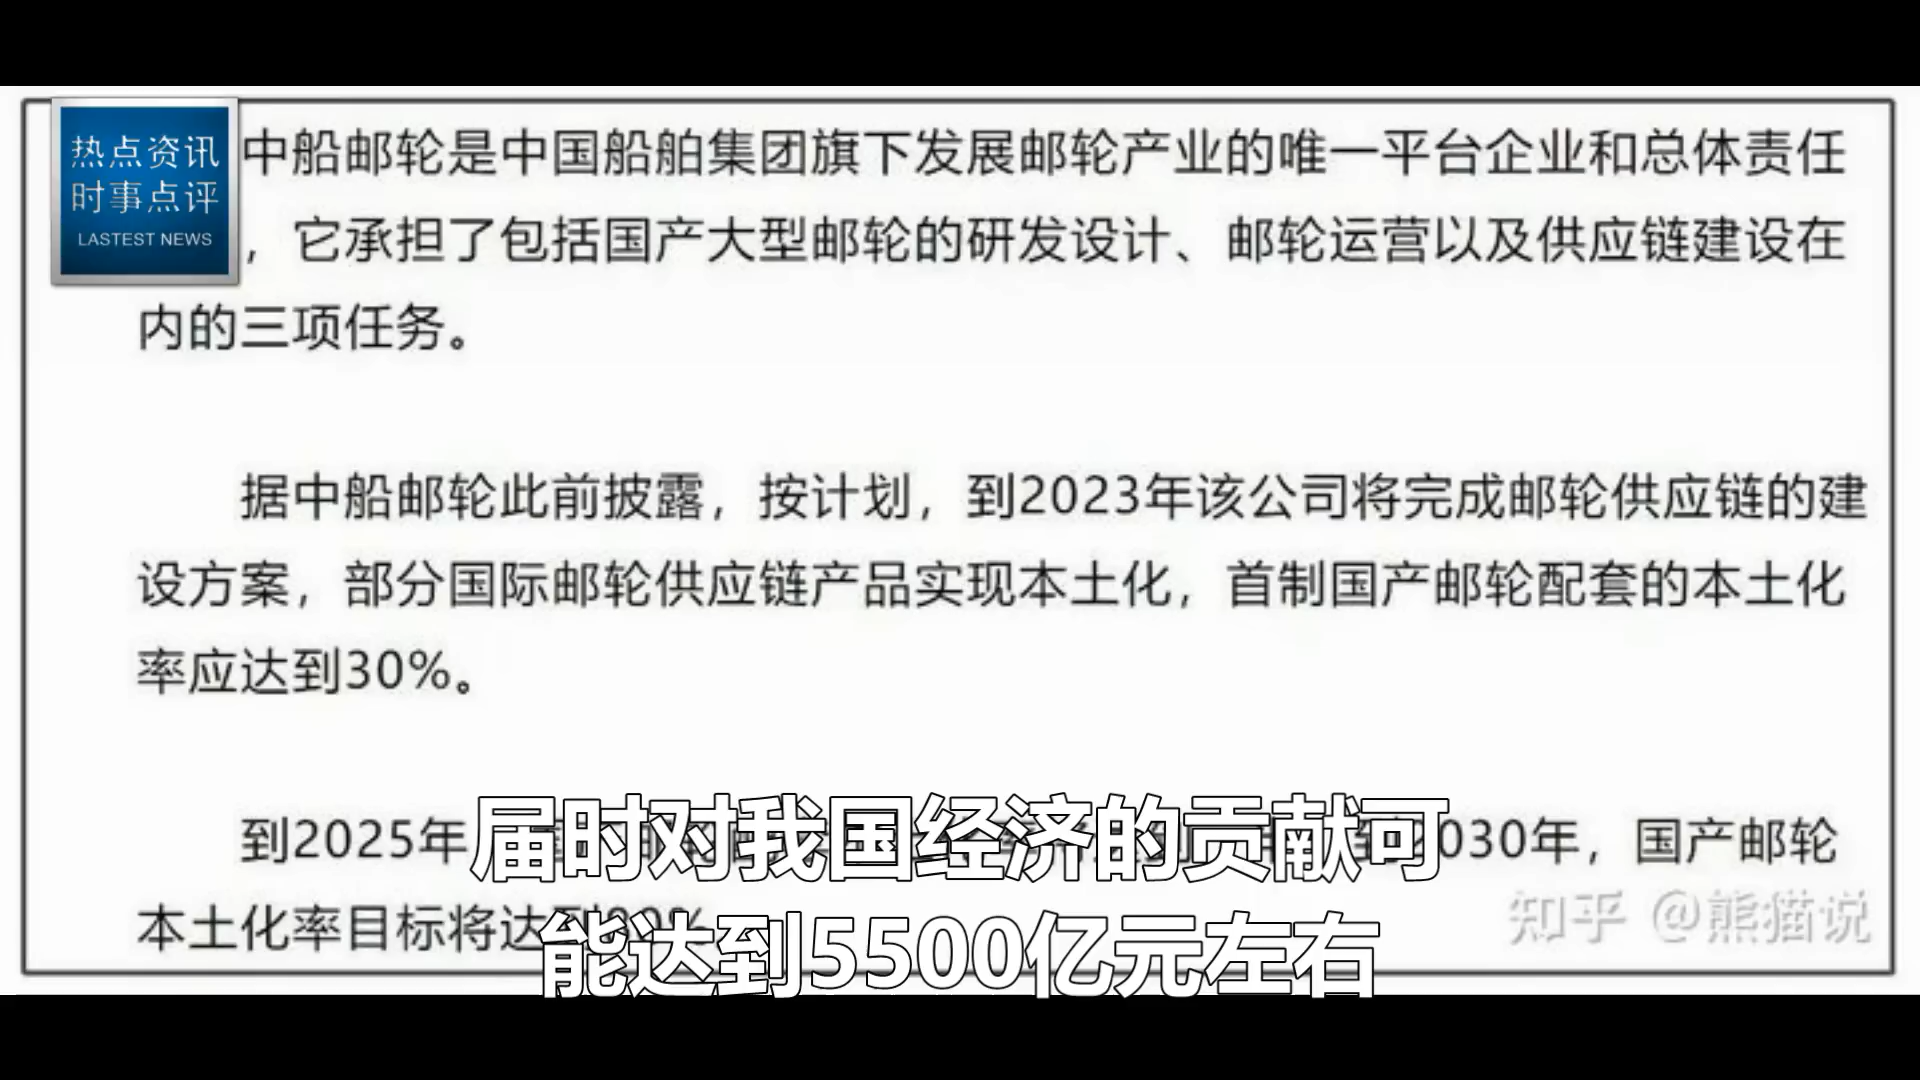 热点资讯
时事点评
LASTEST NEWS
中船邮轮是中国船舶集团旗下发展邮轮产业的唯一平台企业和总体责任
，它承担了包括国产大型邮轮的研发设计、邮轮运营以及供应链建设在
内的三项任务。
据中船邮轮此前披露，按计划，到2023年该公司将完成邮轮供应链的建
设方案，部分国际邮轮供应链产品实现本土化，首制国产邮轮配套的本土化
率应达到30%。
到2025年 2030年，国产邮轮
本土化率目标将达到
届时对我国经济的贡献可
能达到5500亿元左右
知乎 @熊猫说